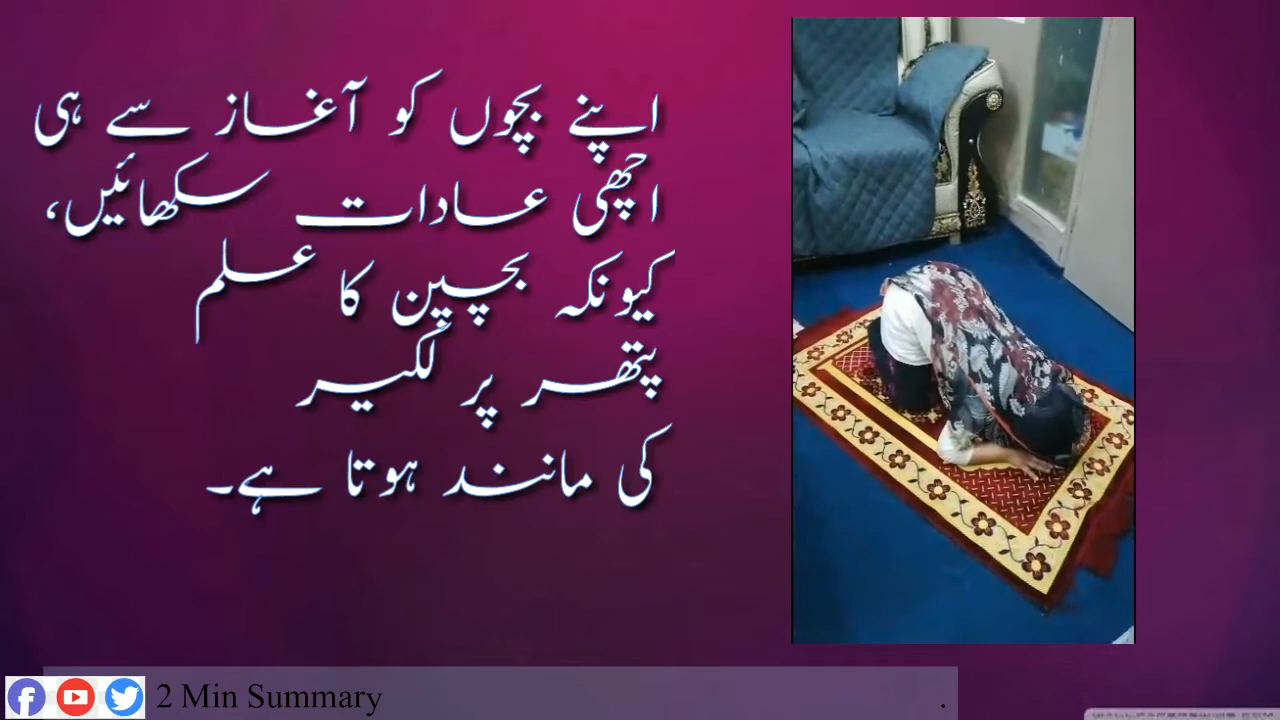 اپنے بچوں کو آغاز سے ہی
اچھی عادات سکھائیں،
کیونکہ بچپن کا علم
پتھر پر لکیر
کی مانند ہوتا ہے۔
2 Min Summary .